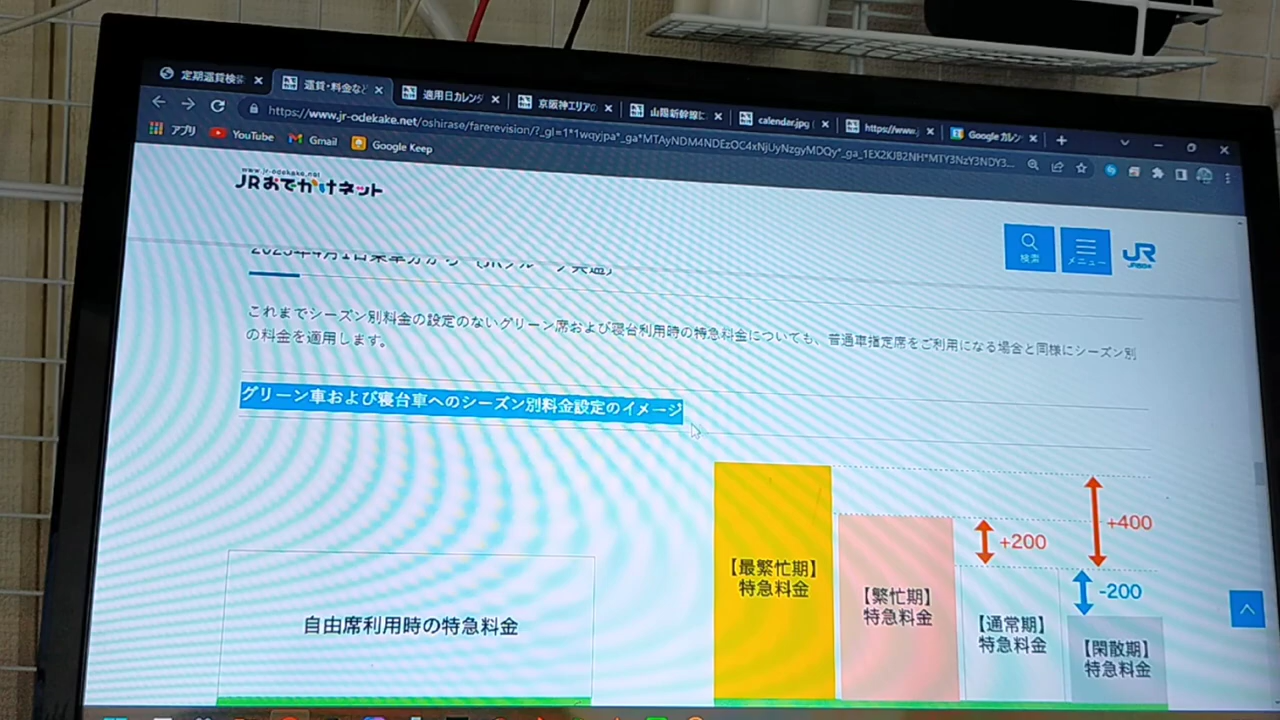 定期運賃検索
運賃・料金など
適用日カレンダ
京阪神エリアの
山陽新幹線に
calendar.jpg (
https://www.j
Google カレン
https://www.jr-odekake.net/oshirase/farerevision/?_gl=1*1wqyjpa*_ga*
アプリ
YouTube
Gmail
Google Keep
www.jr-odekake.net
JRおでかけネット
検索
メニュー
JR
これまでシーズン別料金の設定のないグリーン席および寝台利用時の特急料金についても、普通車指定席をご利用になる場合と同様にシーズン別
の料金を適用します。
グリーン車および寝台車へのシーズン別料金設定のイメージ
+400
+200
-200
【最繁忙期】
特急料金
【繁忙期】
特急料金
【通常期】
特急料金
【閑散期】
特急料金
自由席利用時の特急料金